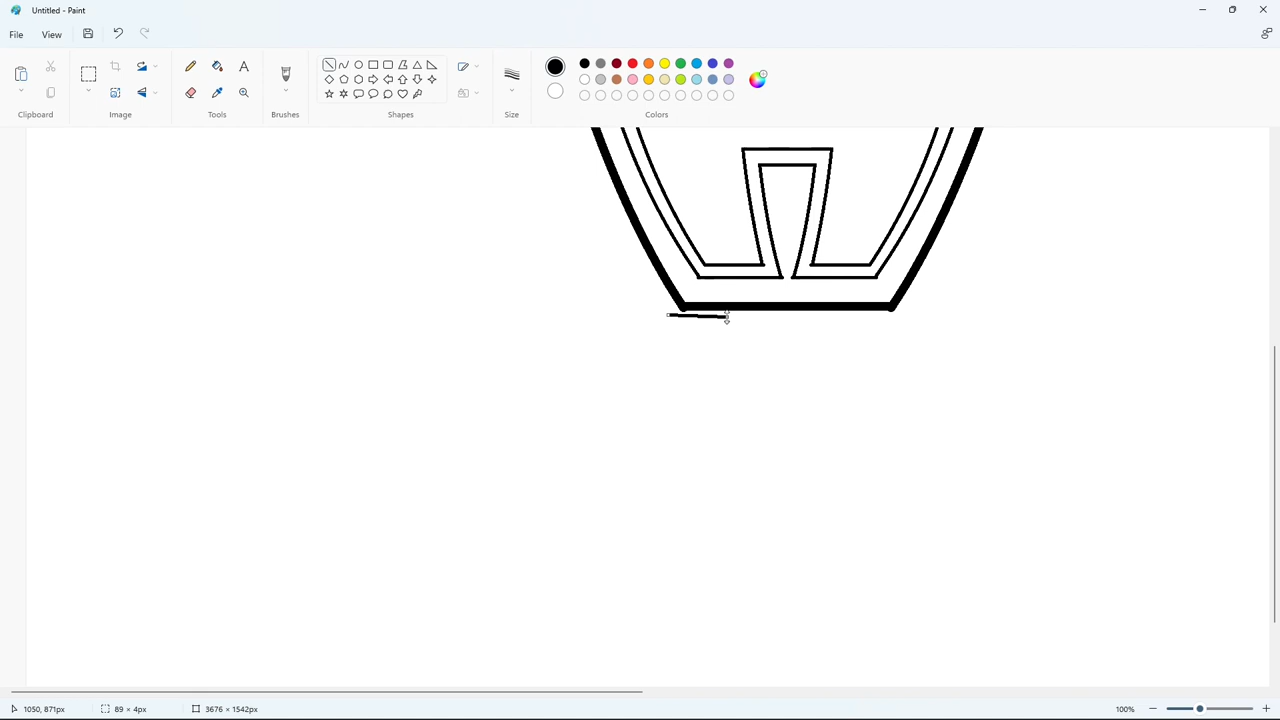 Untitled - Paint
File View
Clipboard Image Tools Brushes Shapes Size Colors
1050, 871px 89 × 4px 3676 × 1542px 100%